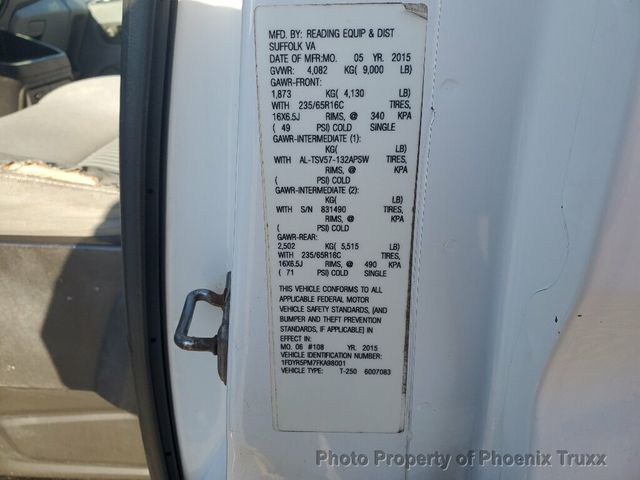 MFD. BY: READING EQUIP & DIST
SUFFOLK VA
DATE OF MFR:MO. 05 YR. 2015
GVWR: 4,082 KG( 9,000 LB)
GAWR-FRONT:
1,873 KG( 4,130 LB)
WITH 235/65R16C TIRES,
16X6.5J RIMS, @ 340 KPA
( 49 PSI) COLD SINGLE
GAWR-INTERMEDIATE (1):
KG( LB)
WITH AL-TSV57-132APSW TIRES,
RIMS, @ KPA
( PSI) COLD
GAWR-INTERMEDIATE (2):
KG( LB)
WITH S/N 831490 TIRES,
RIMS, @ KPA
( PSI) COLD
GAWR-REAR:
2,502 KG( 5,515 LB)
WITH 235/65R16C TIRES,
16X6.5J RIMS, @ 490 KPA
( 71 PSI) COLD SINGLE
THIS VEHICLE CONFORMS TO ALL
APPLICABLE FEDERAL MOTOR
VEHICLE SAFETY STANDARDS, [AND
BUMPER AND THEFT PREVENTION
STANDARDS, IF APPLICABLE] IN
EFFECT IN:
MO. 06 #108 YR. 2015
VEHICLE IDENTIFICATION NUMBER:
1FDYR5PM7FKA98001
VEHICLE TYPE: T-250 6007083
Photo Property of Phoenix Truxx